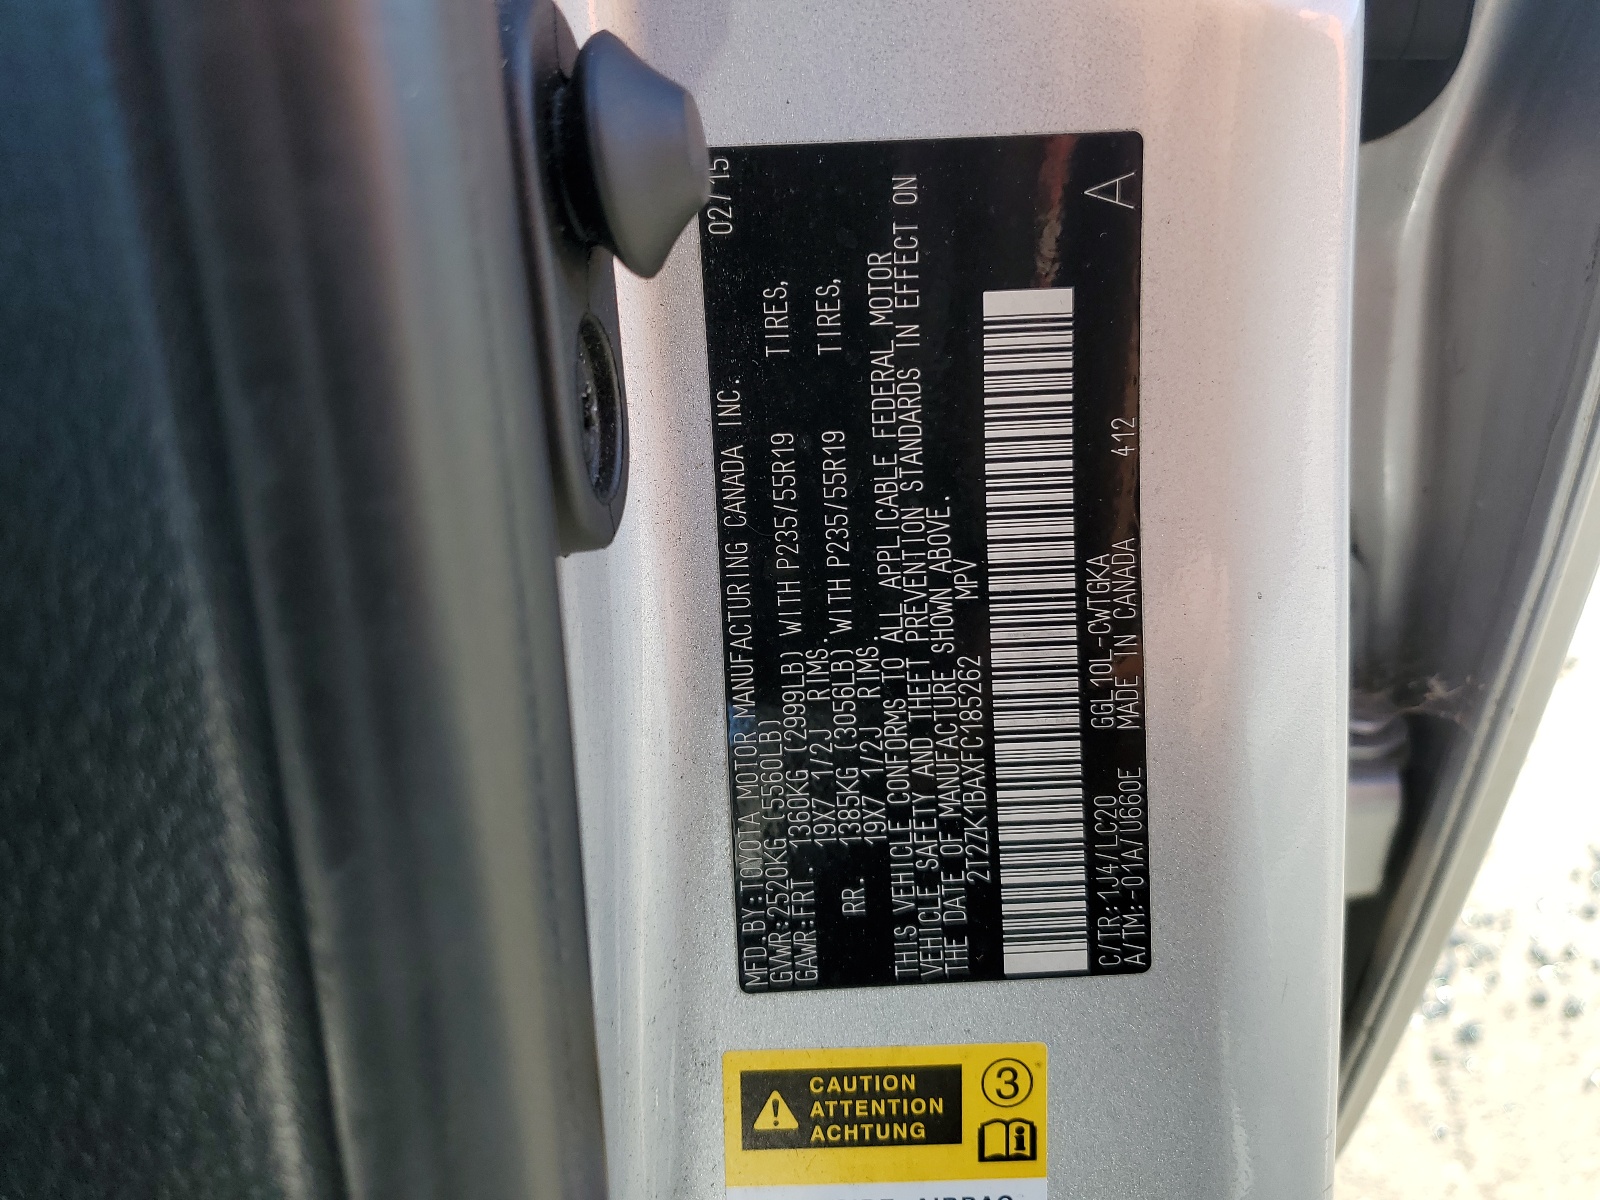 MFD.BY:TOYOTA MOTOR MANUFACTURING CANADA INC. 02/15
GVWR:2520KG(5560LB)
GAWR:FRT. 1360KG (2999LB) WITH P235/55R19 TIRES,
19X7 1/2J RIMS.
RR. 1385KG (3056LB) WITH P235/55R19 TIRES,
19X7 1/2J RIMS.
THIS VEHICLE CONFORMS TO ALL APPLICABLE FEDERAL MOTOR
VEHICLE SAFETY AND THEFT PREVENTION STANDARDS IN EFFECT ON
THE DATE OF MANUFACTURE SHOWN ABOVE.
2T2ZK1BAXFC185262 MPV
C/TR:1J4/LC20 GGL10L-CWTGKA
A/TM:-01A/U660E MADE IN CANADA 412 A
CAUTION
ATTENTION
ACHTUNG
3
i
AIRBAG